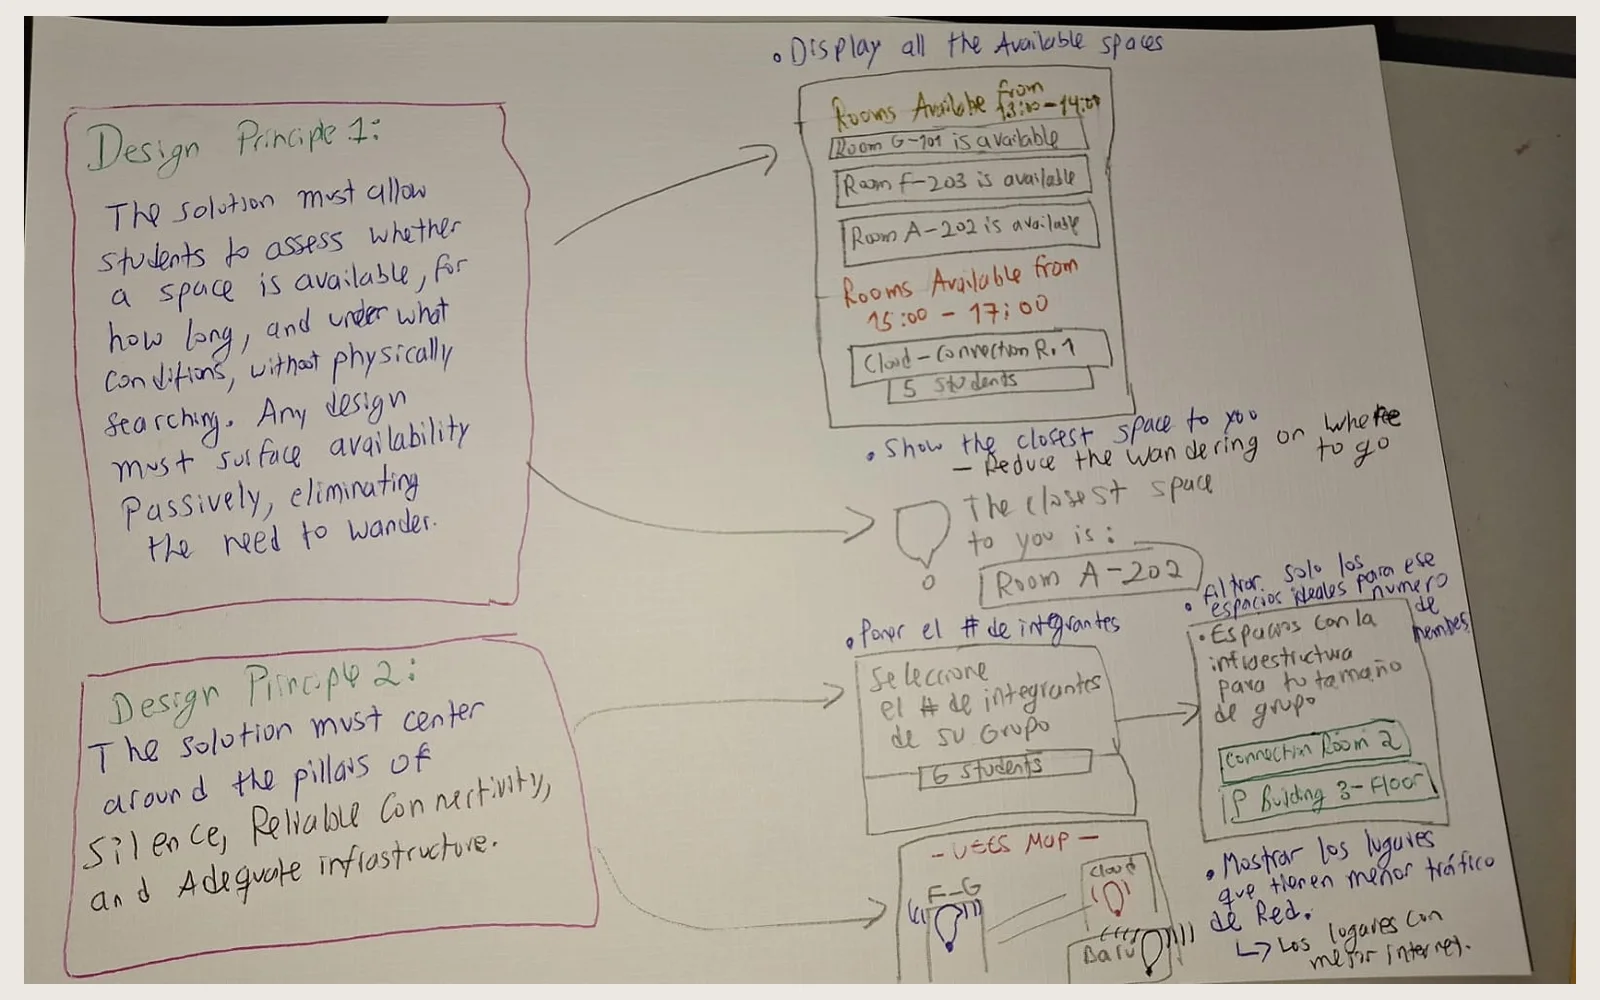 Design Principle 1:
The solution must allow
students to assess whether
a space is available, for
how long, and under what
conditions, without physically
searching. Any design
must surface availability
Passively, eliminating
the need to wander.
• Display all the Available spaces
Rooms Available from
13:00-14:00
Room G-101 is available
Room F-203 is available
Room A-202 is available
Rooms Available from
15:00 - 17:00
Cloud-Connection R.1
5 Students
• Show the closest space to you
- Reduce the wandering on where
to go
The closest space
to you is:
Room A-202
Design Principle 2:
The solution must center
around the pillars of
Silence, Reliable Connectivity,
and Adequate infrastructure.
• Poner el # de integrantes
Seleccione
el # de integrantes
de su Grupo
6 Students
• Filtrar solo los
espacios ideales para ese
numero
de
• Espacios con la
infraestructura
para tu tamaño
de grupo
Connection Room 2
P Building 3-Floor
MAP -
F-G
Cloud
• Mostrar los lugares
que tienen menor tráfico
de Red.
↳ Los lugares con
mejor internet.